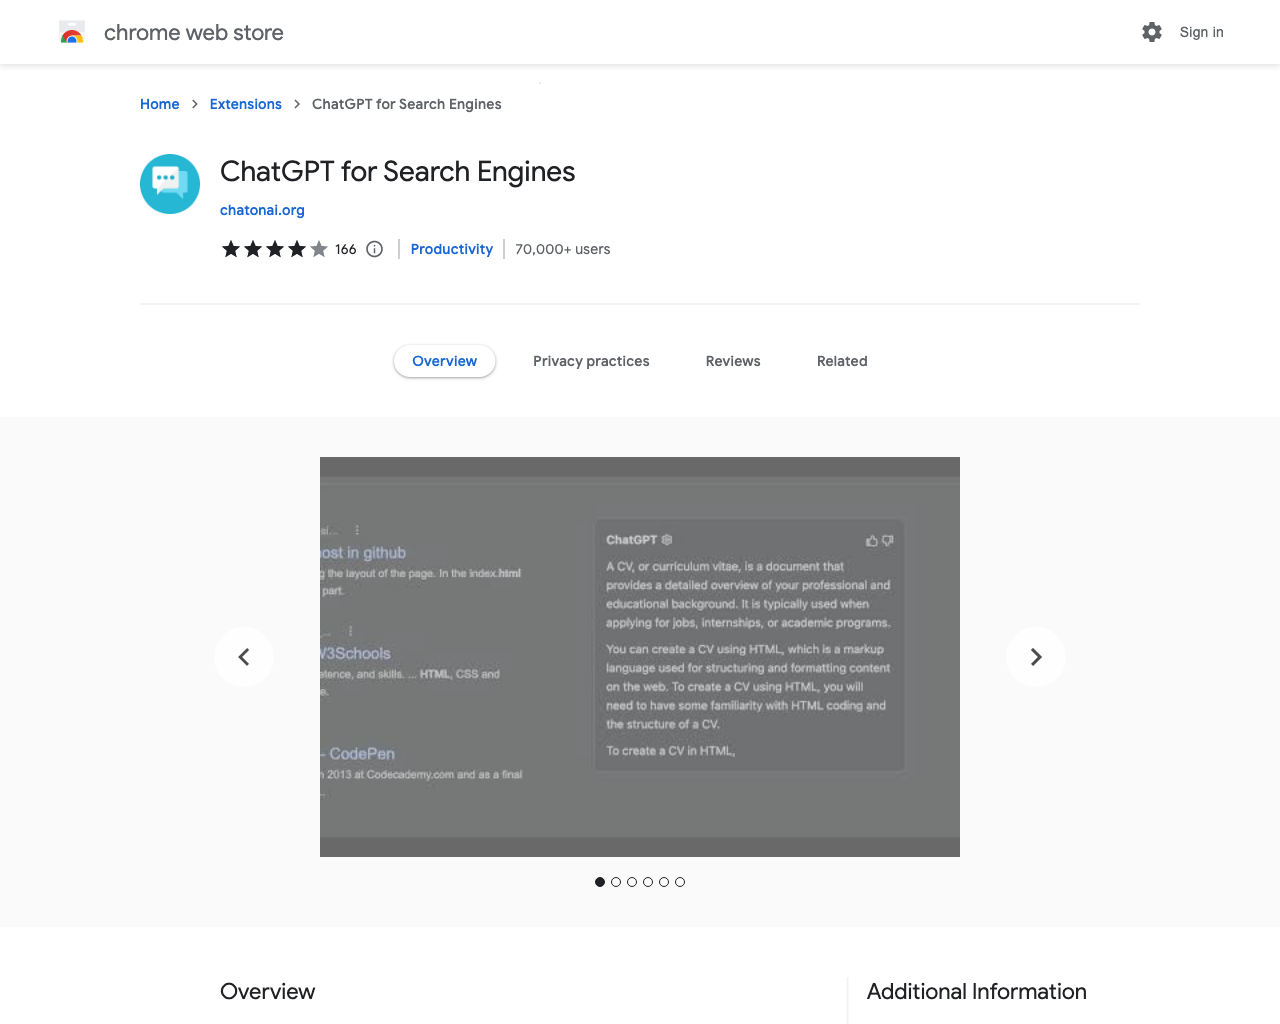 chrome web store
Sign in
Home > Extensions > ChatGPT for Search Engines
ChatGPT for Search Engines
chatonai.org
166
Productivity
70,000+ users
Overview
Privacy practices
Reviews
Related
ost in github
g the layout of the page. In the index.html
part.
W3Schools
etence, and skills. ... HTML, CSS and
e.
- CodePen
n 2013 at Codecademy.com and as a final
...
ChatGPT
A CV, or curriculum vitae, is a document that
provides a detailed overview of your professional and
educational background. It is typically used when
applying for jobs, internships, or academic programs.
You can create a CV using HTML, which is a markup
language used for structuring and formatting content
on the web. To create a CV using HTML, you will
need to have some familiarity with HTML coding and
the structure of a CV.
To create a CV in HTML,
Overview
Additional Information